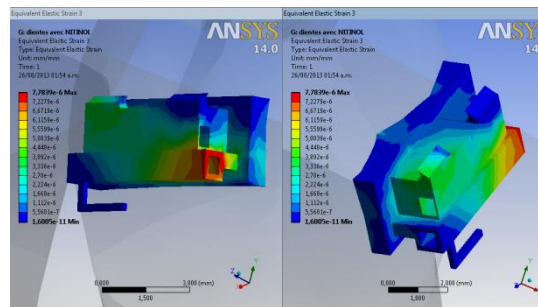 Equivalent Elastic Strain 3
G: dientes avec NITINOL
Equivalent Elastic Strain 3
Type: Equivalent Elastic Strain
Unit: mm/mm
Time: 1
26/08/2013 01:54 a.m.
ANSYS
14.0
7,7839e-6 Max
7,2279e-6
6,6719e-6
6,1159e-6
5,5599e-6
5,0039e-6
4,448e-6
3,892e-6
3,336e-6
2,78e-6
2,224e-6
1,668e-6
1,112e-6
5,5601e-7
1,6005e-11 Min
0,000
3,000 (mm)
1,500
Z
Y
X
Equivalent Elastic Strain 3
G: dientes avec NITINOL
Equivalent Elastic Strain 3
Type: Equivalent Elastic Strain
Unit: mm/mm
Time: 1
26/08/2013 01:54 a.m.
ANSYS
14.0
7,7839e-6 Max
7,2279e-6
6,6719e-6
6,1159e-6
5,5599e-6
5,0039e-6
4,448e-6
3,892e-6
3,336e-6
2,78e-6
2,224e-6
1,668e-6
1,112e-6
5,5601e-7
1,6005e-11 Min
0,000
2,000 (mm)
1,000
Y
X